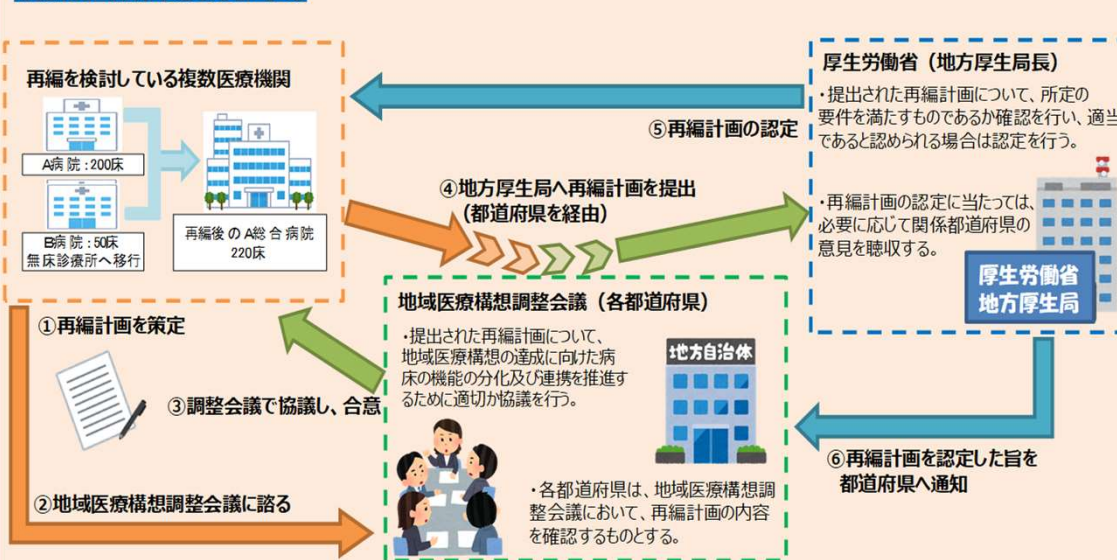 再編を検討している複数医療機関
A病院:200床
B病院:50床
無床診療所へ移行
再編後のA総合病院
220床
厚生労働省(地方厚生局長)
・提出された再編計画について、所定の
要件を満たすものであるか確認を行い、適当
であると認められる場合は認定を行う。
・再編計画の認定に当たっては、
必要に応じて関係都道府県の
意見を聴収する。
厚生労働省
地方厚生局
⑤再編計画の認定
④地方厚生局へ再編計画を提出
(都道府県を経由)
①再編計画を策定
③調整会議で協議し、合意
②地域医療構想調整会議に諮る
地域医療構想調整会議(各都道府県)
・提出された再編計画について、
地域医療構想の達成に向けた病
床の機能の分化及び連携を推進す
るために適切か協議を行う。
地方自治体
・各都道府県は、地域医療構想調
整会議において、再編計画の内容
を確認するものとする。
⑥再編計画を認定した旨を
都道府県へ通知